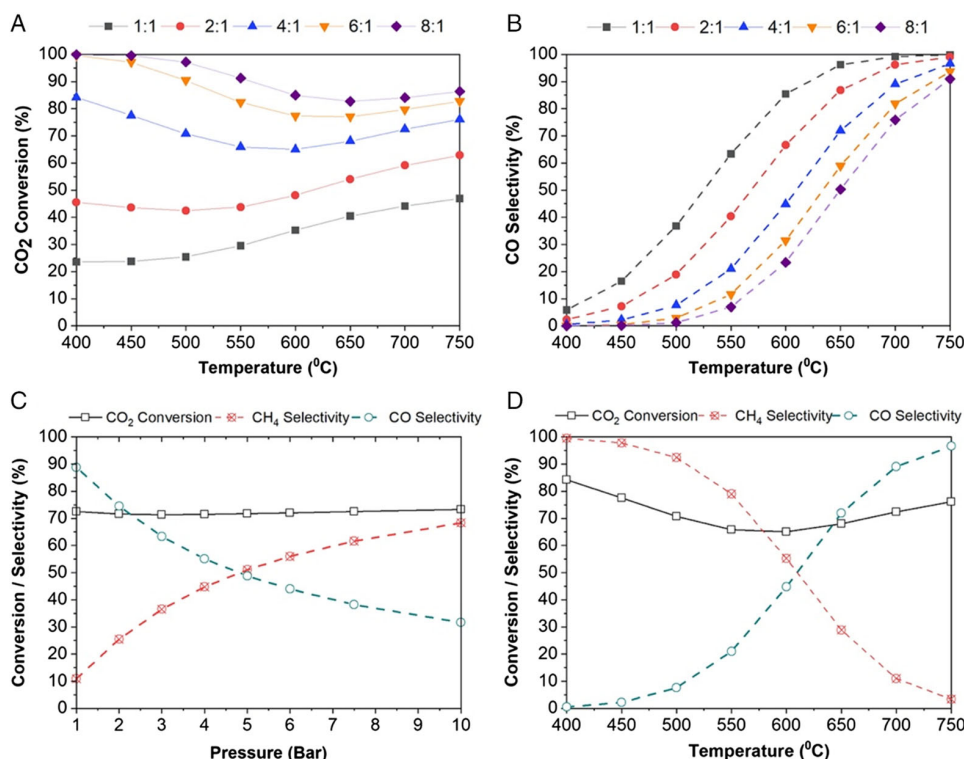 A
1:1 2:1 4:1 6:1 8:1
CO₂ Conversion (%)
100
90
80
70
60
50
40
30
20
10
0
400 450 500 550 600 650 700 750
Temperature (⁰C)
B
1:1 2:1 4:1 6:1 8:1
CO Selectivity (%)
100
90
80
70
60
50
40
30
20
10
0
400 450 500 550 600 650 700 750
Temperature (⁰C)
C
CO₂ Conversion CH₄ Selectivity CO Selectivity
Conversion / Selectivity (%)
100
90
80
70
60
50
40
30
20
10
0
1 2 3 4 5 6 7 8 9 10
Pressure (Bar)
D
CO₂ Conversion CH₄ Selectivity CO Selectivity
Conversion / Selectivity (%)
100
90
80
70
60
50
40
30
20
10
0
400 450 500 550 600 650 700 750
Temperature (⁰C)